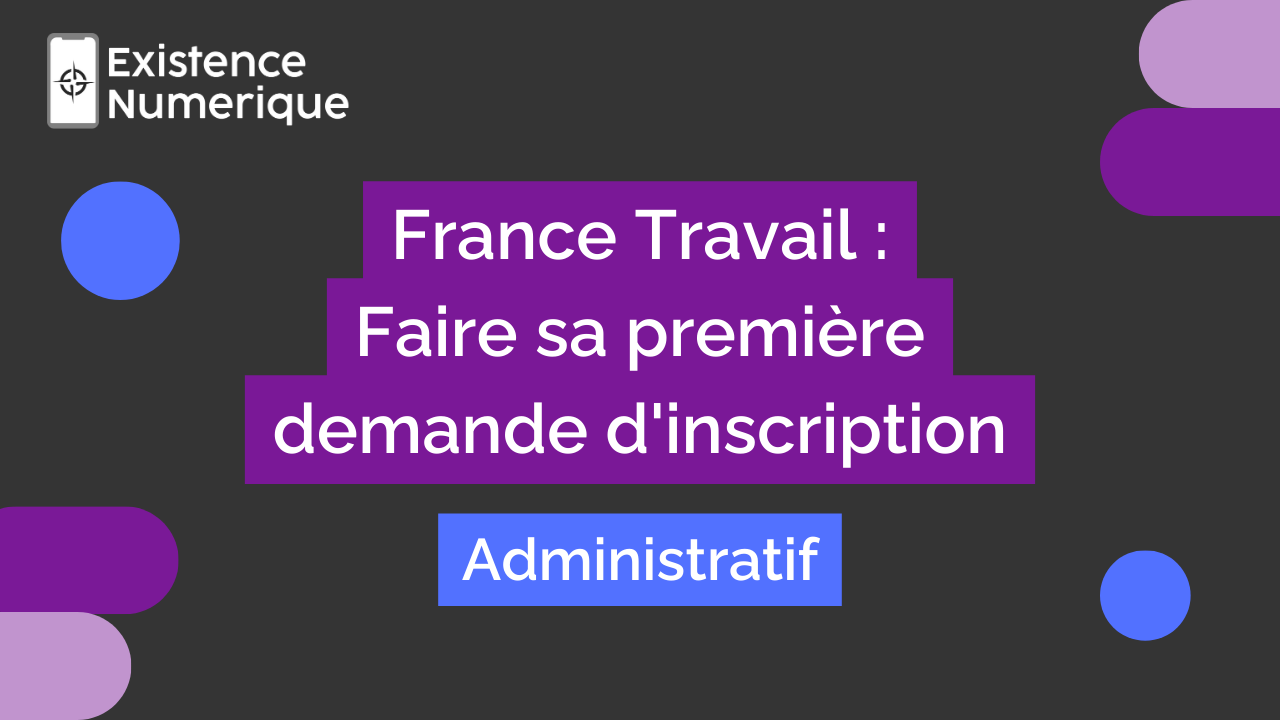 Existence
Numerique
France Travail :
Faire sa première
demande d'inscription
Administratif